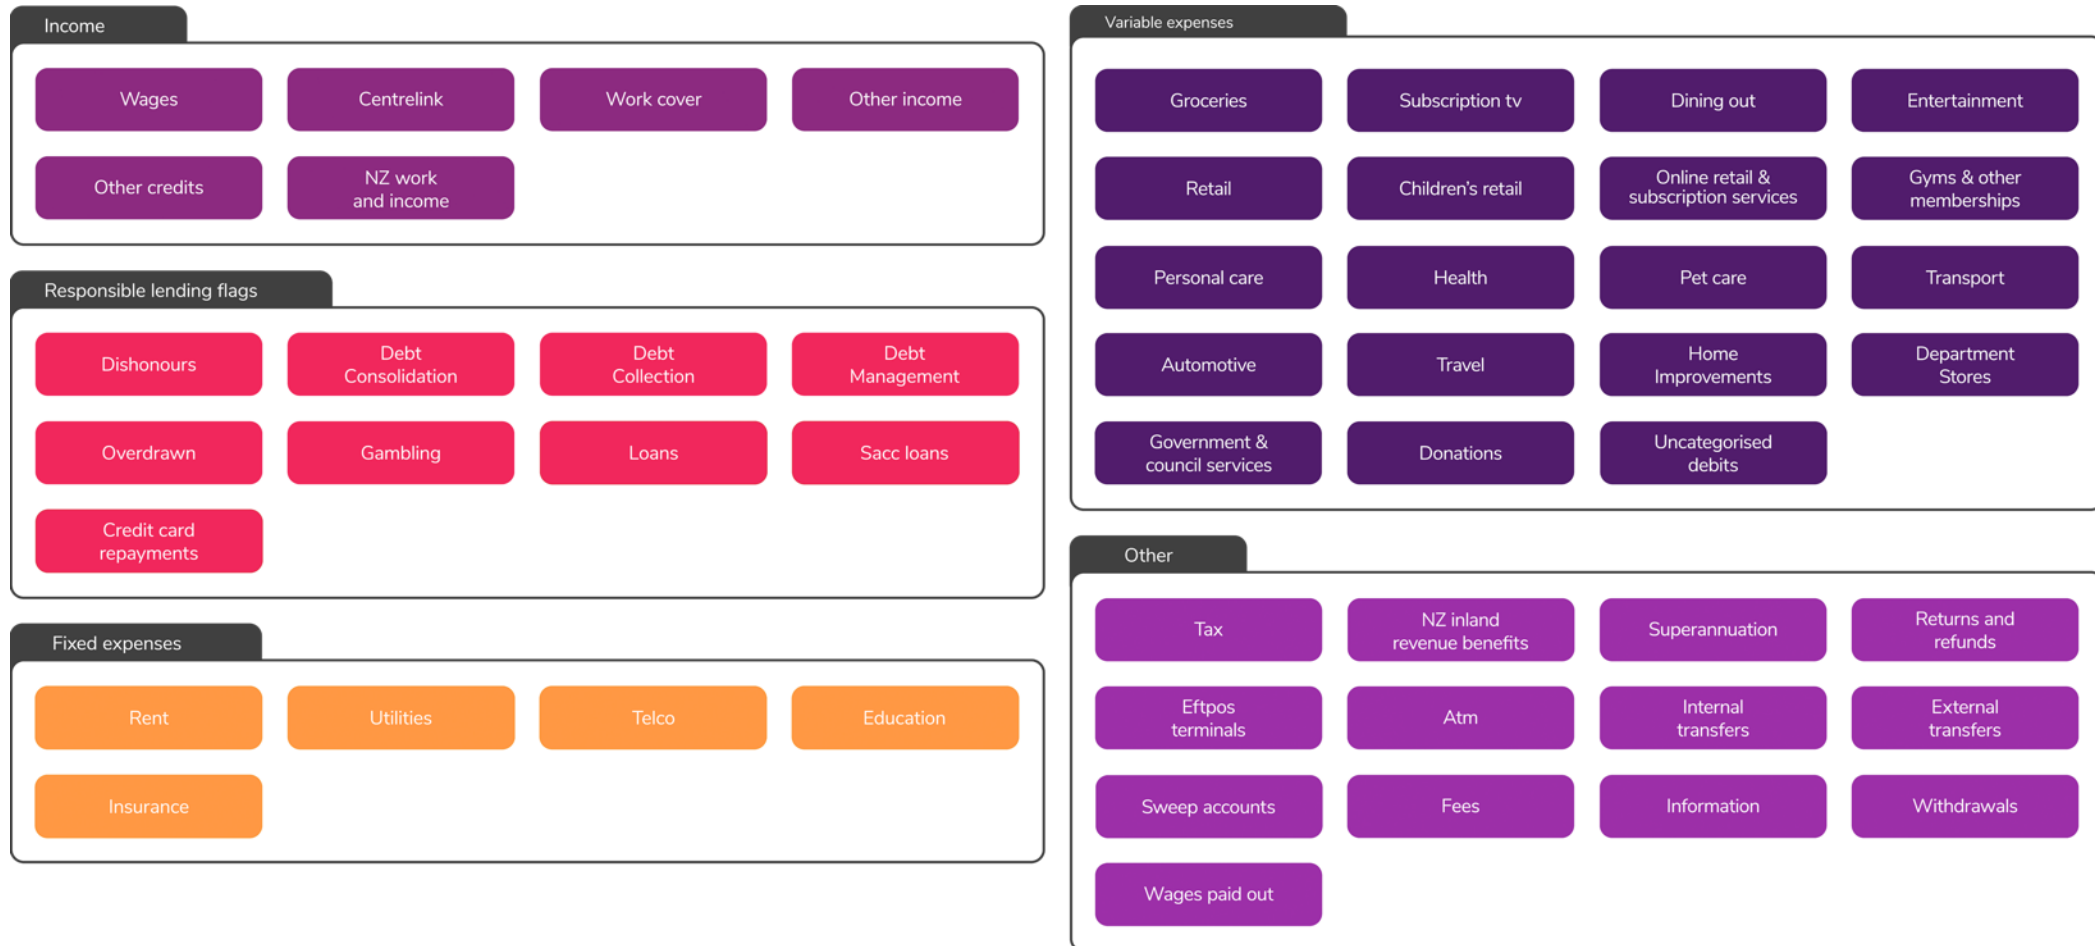 Income
Wages
Centrelink
Work cover
Other income
Other credits
NZ work
and income
Responsible lending flags
Dishonours
Debt
Consolidation
Debt
Collection
Debt
Management
Overdrawn
Gambling
Loans
Sacc loans
Credit card
repayments
Fixed expenses
Rent
Utilities
Telco
Education
Insurance
Variable expenses
Groceries
Subscription tv
Dining out
Entertainment
Retail
Children’s retail
Online retail &
subscription services
Gyms & other
memberships
Personal care
Health
Pet care
Transport
Automotive
Travel
Home
Improvements
Department
Stores
Government &
council services
Donations
Uncategorised
debits
Other
Tax
NZ inland
revenue benefits
Superannuation
Returns and
refunds
Eftpos
terminals
Atm
Internal
transfers
External
transfers
Sweep accounts
Fees
Information
Withdrawals
Wages paid out